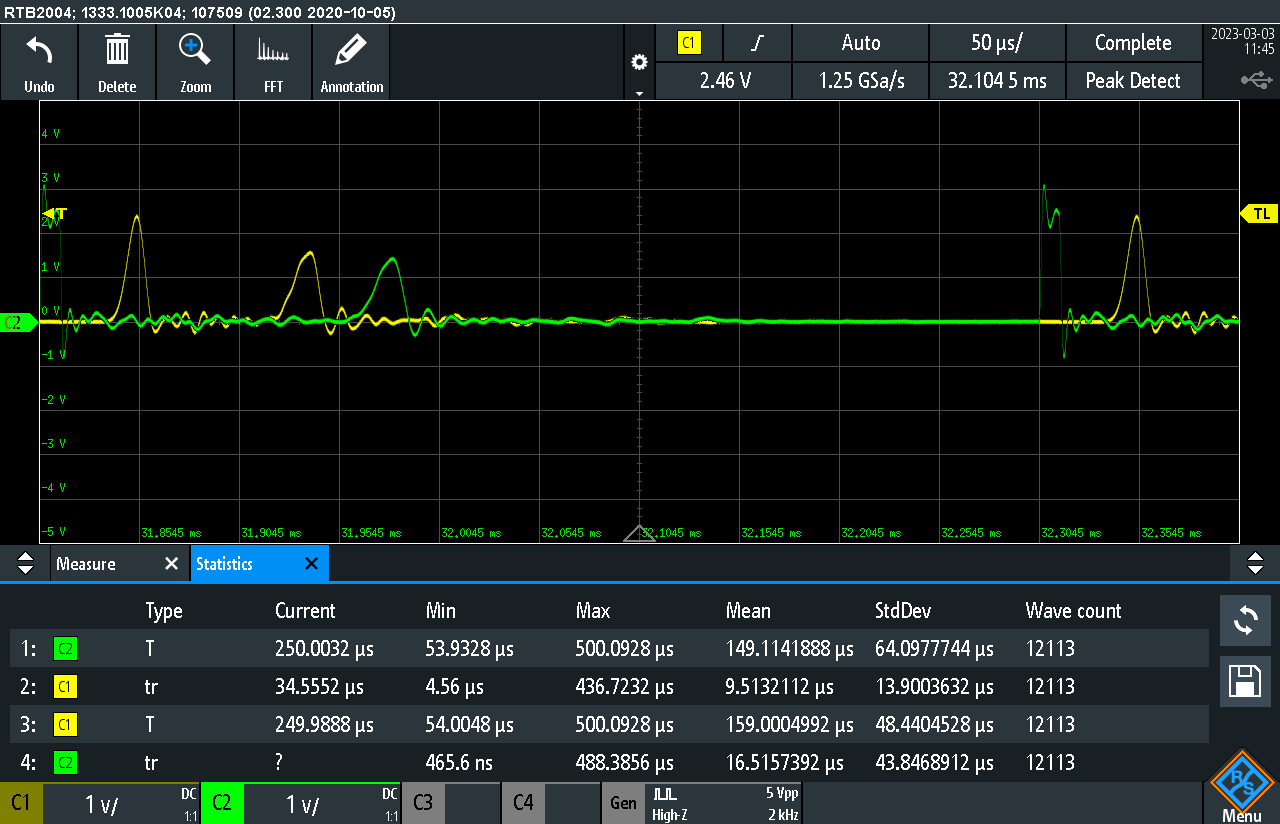 RTB2004; 1333.1005K04; 107509 (02.300 2020-10-05)
Undo Delete Zoom FFT Annotation
C1 Auto 50 µs/ Complete
2.46 V 1.25 GSa/s 32.104 5 ms Peak Detect
2023-03-03
11:45
4 V
3 V
T
2 V
TL
1 V
0 V
C2
-1 V
-2 V
-3 V
-4 V
-5 V
31.8545 ms 31.9045 ms 31.9545 ms 32.0045 ms 32.0545 ms 32.1045 ms 32.1545 ms 32.2045 ms 32.2545 ms 32.3045 ms 32.3545 ms
Measure Statistics
Type Current Min Max Mean StdDev Wave count
1: C2 T 250.0032 µs 53.9328 µs 500.0928 µs 149.1141888 µs 64.0977744 µs 12113
2: C1 tr 34.5552 µs 4.56 µs 436.7232 µs 9.5132112 µs 13.9003632 µs 12113
3: C1 T 249.9888 µs 54.0048 µs 500.0928 µs 159.0004992 µs 48.4404528 µs 12113
4: C2 tr ? 465.6 ns 488.3856 µs 16.5157392 µs 43.8468912 µs 12113
C1 1 V/ DC 1:1 C2 1 V/ DC 1:1 C3 C4 Gen High-Z 5 Vpp 2 kHz
R&S
Menu